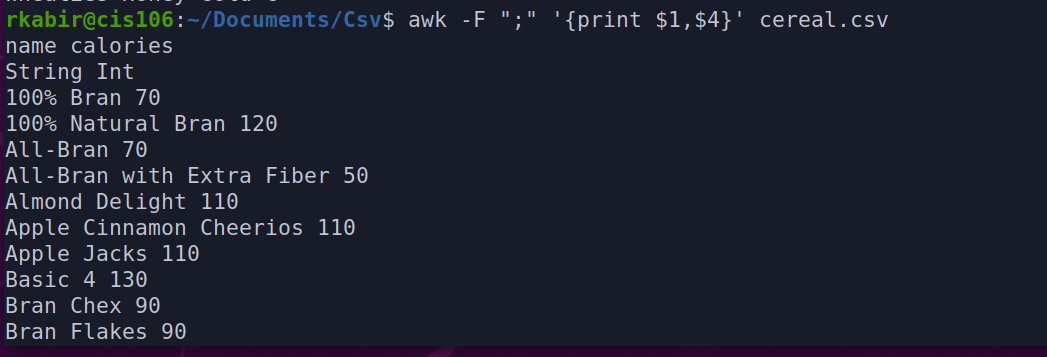 rkabir@cis106:~/Documents/Csv$ awk -F ";" '{print $1,$4}' cereal.csv
name calories
String Int
100% Bran 70
100% Natural Bran 120
All-Bran 70
All-Bran with Extra Fiber 50
Almond Delight 110
Apple Cinnamon Cheerios 110
Apple Jacks 110
Basic 4 130
Bran Chex 90
Bran Flakes 90